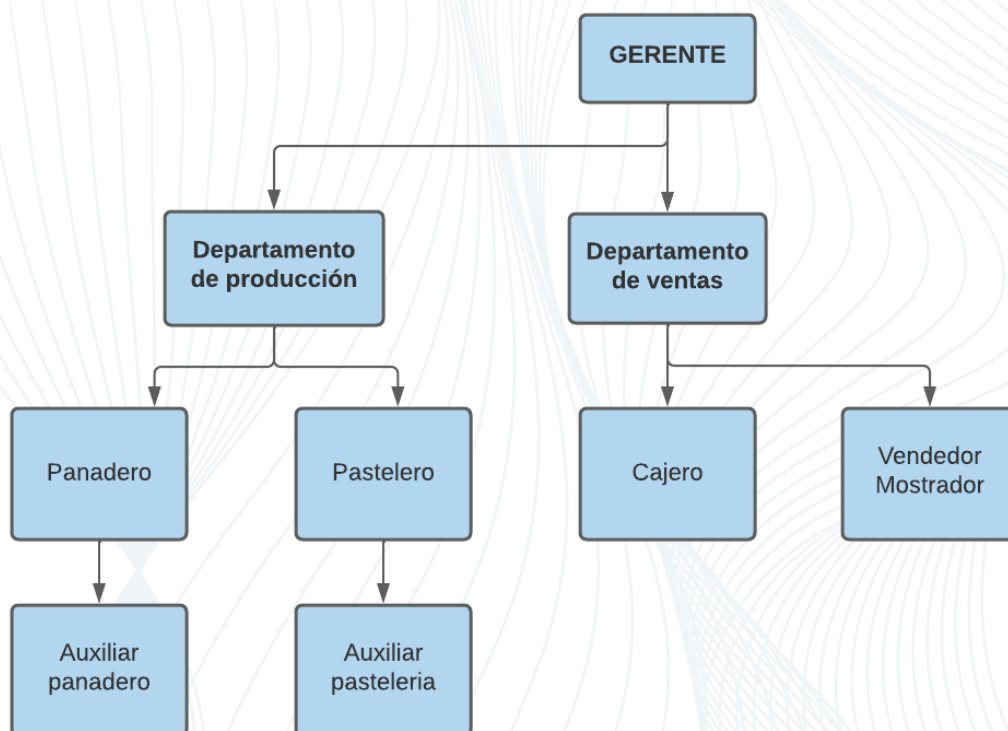 GERENTE
Departamento
de producción
Departamento
de ventas
Panadero
Pastelero
Cajero
Vendedor
Mostrador
Auxiliar
panadero
Auxiliar
pasteleria